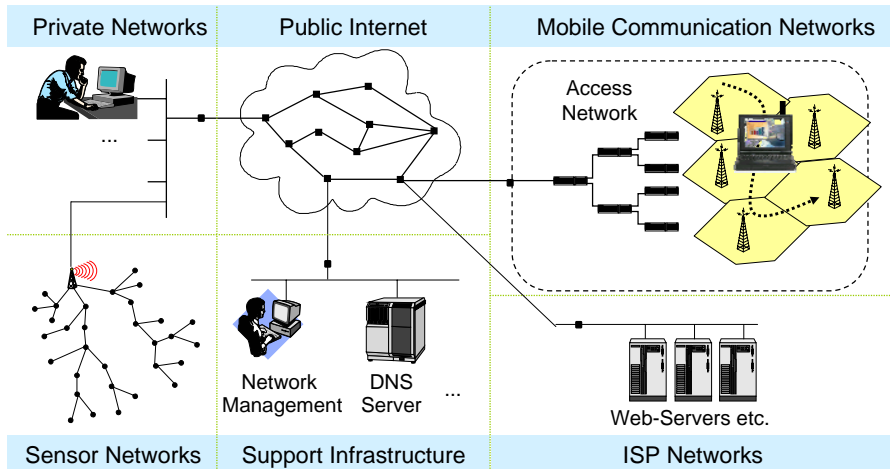 Private Networks
Public Internet
Mobile Communication Networks
Access
Network
...
Network
Management
DNS
Server
...
Web-Servers etc.
Sensor Networks
Support Infrastructure
ISP Networks